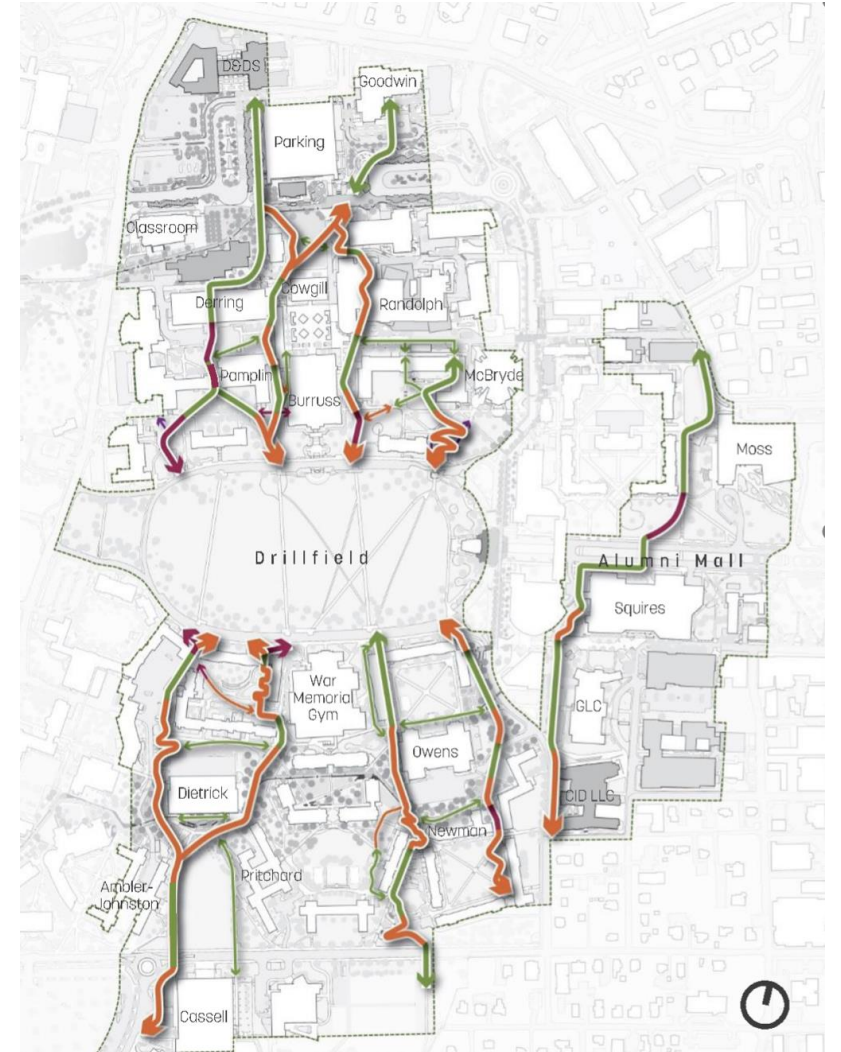 D&DS
Goodwin
Parking
Classroom
Derring
Cowgill
Randolph
Pamplin
McBryde
Burruss
Moss
Drillfield
Alumni Mall
Squires
War
Memorial
Gym
GLC
Owens
Dietrick
CID LLC
Newman
Pritchard
Ambler-
Johnston
Cassell